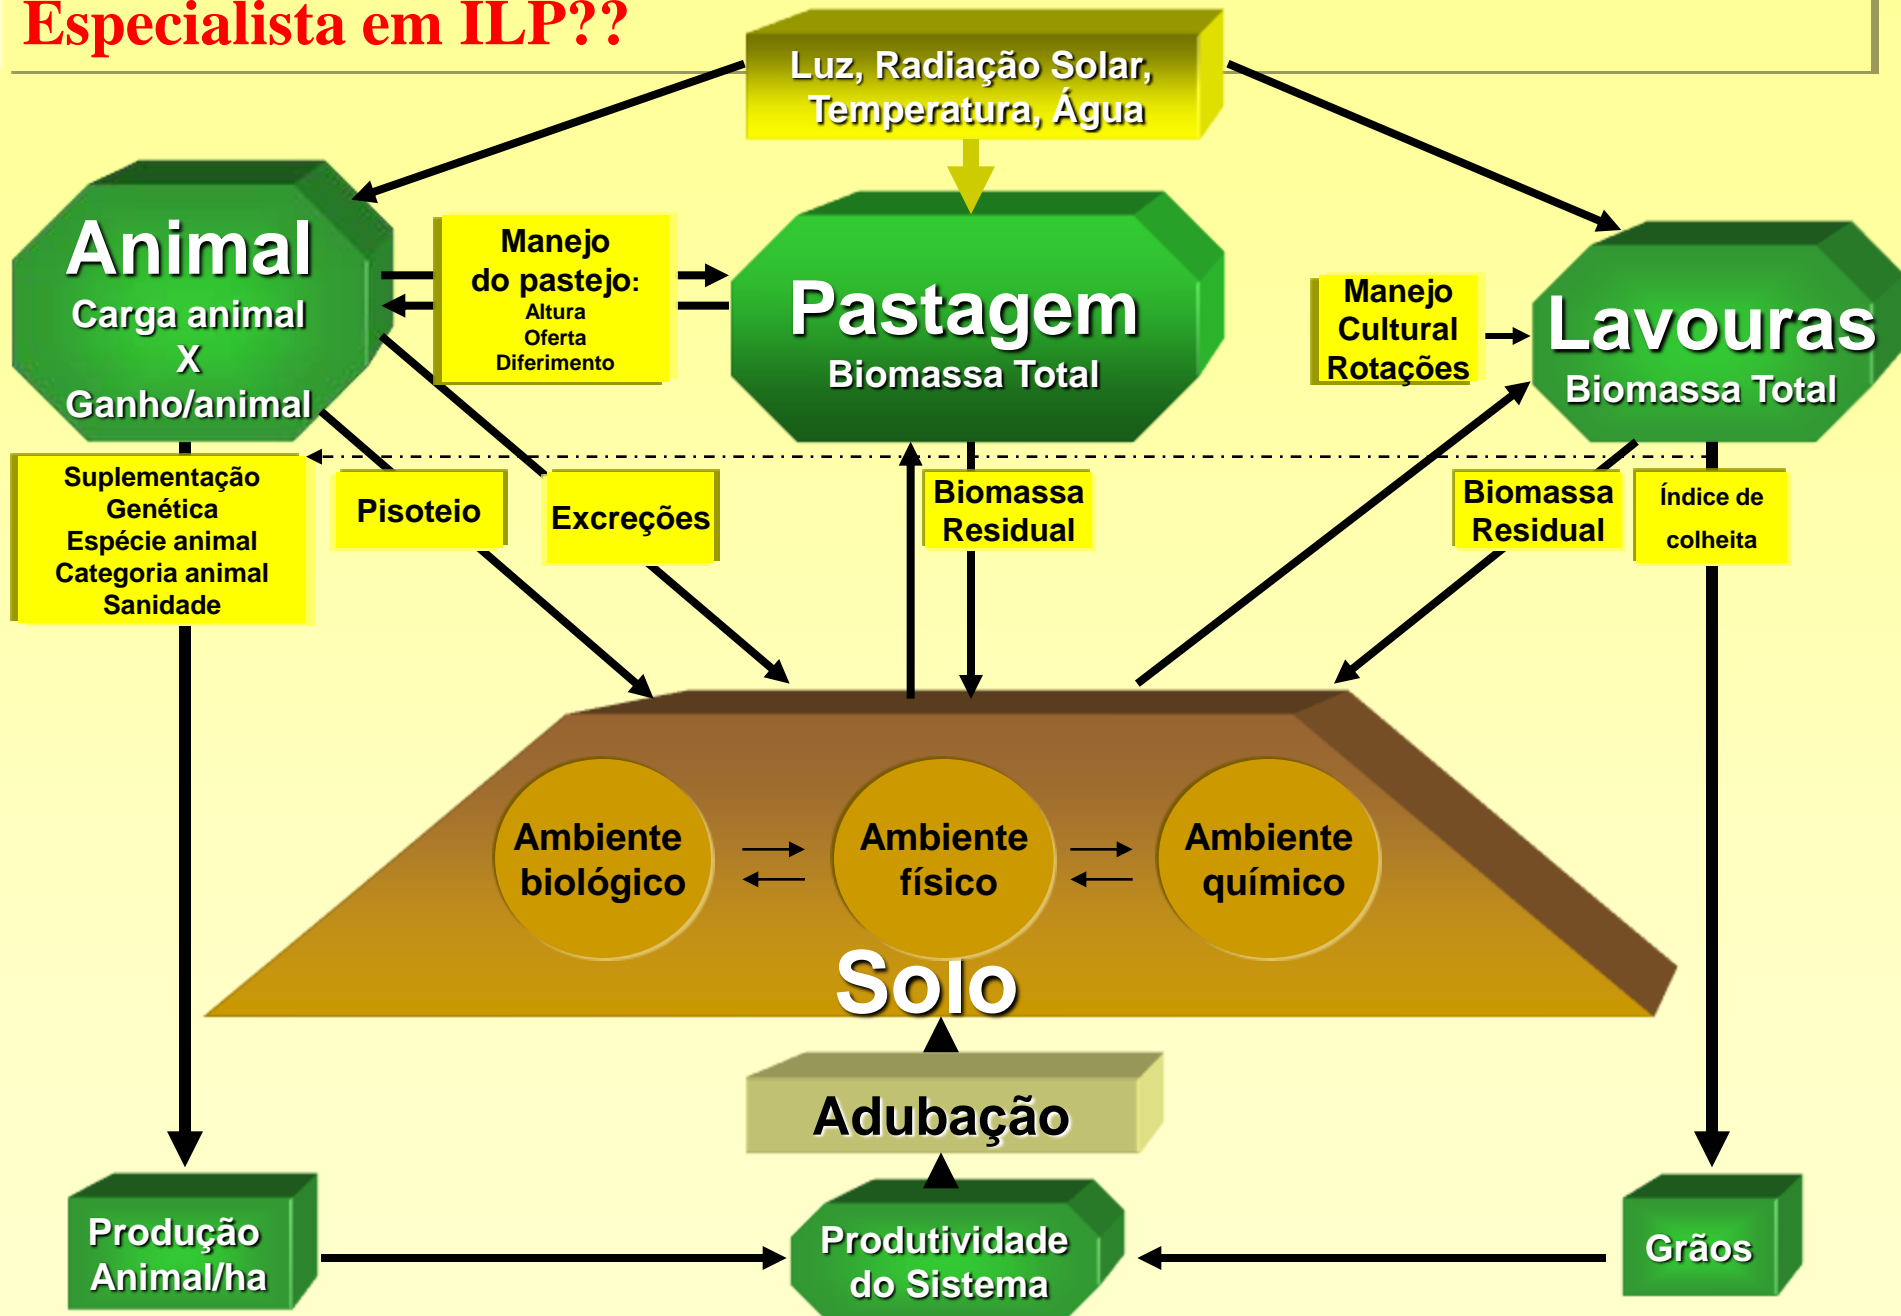 Especialista em ILP??
Luz, Radiação Solar,
Temperatura, Água
Animal
Carga animal
X
Ganho/animal
Manejo
do pastejo:
Altura
Oferta
Diferimento
Pastagem
Biomassa Total
Manejo
Cultural
Rotações
Lavouras
Biomassa Total
Suplementação
Genética
Espécie animal
Categoria animal
Sanidade
Pisoteio
Excreções
Biomassa
Residual
Biomassa
Residual
Índice de
colheita
Ambiente
biológico
Ambiente
físico
Ambiente
químico
Solo
Adubação
Produção
Animal/ha
Produtividade
do Sistema
Grãos